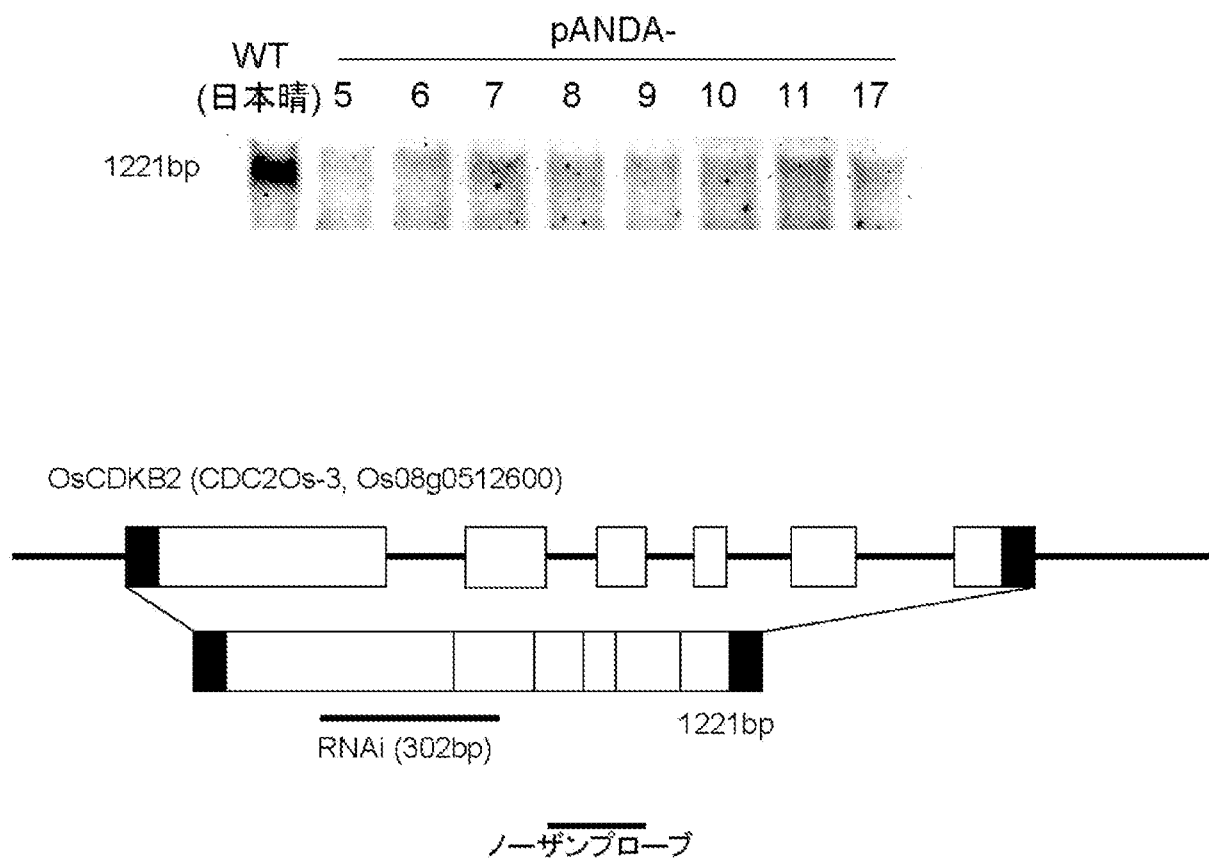 pANDA-
WT
(日本晴) 5 6 7 8 9 10 11 17
1221bp
OsCDKB2 (CDC2Os-3, Os08g0512600)
1221bp
RNAi (302bp)
ノーザンプローブ